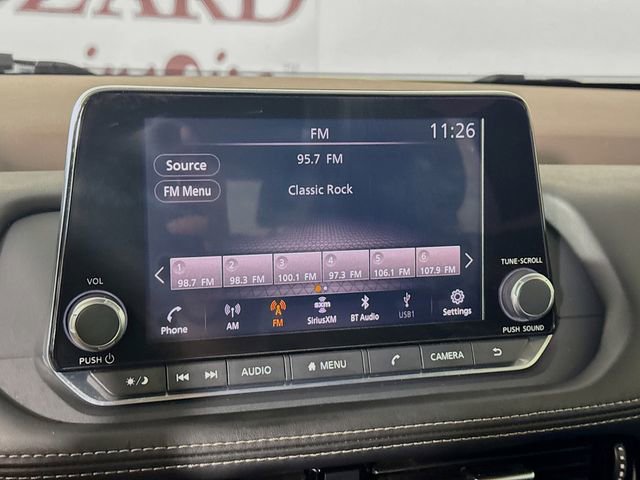 FM
11:26
95.7 FM
Source
FM Menu
Classic Rock
1 2 3 4 5 6
98.7 FM 98.3 FM 100.1 FM 97.3 FM 106.1 FM 107.9 FM
Phone AM FM SiriusXM BT Audio USB1 Settings
sxm
VOL
PUSH
TUNE·SCROLL
PUSH SOUND
AUDIO MENU CAMERA